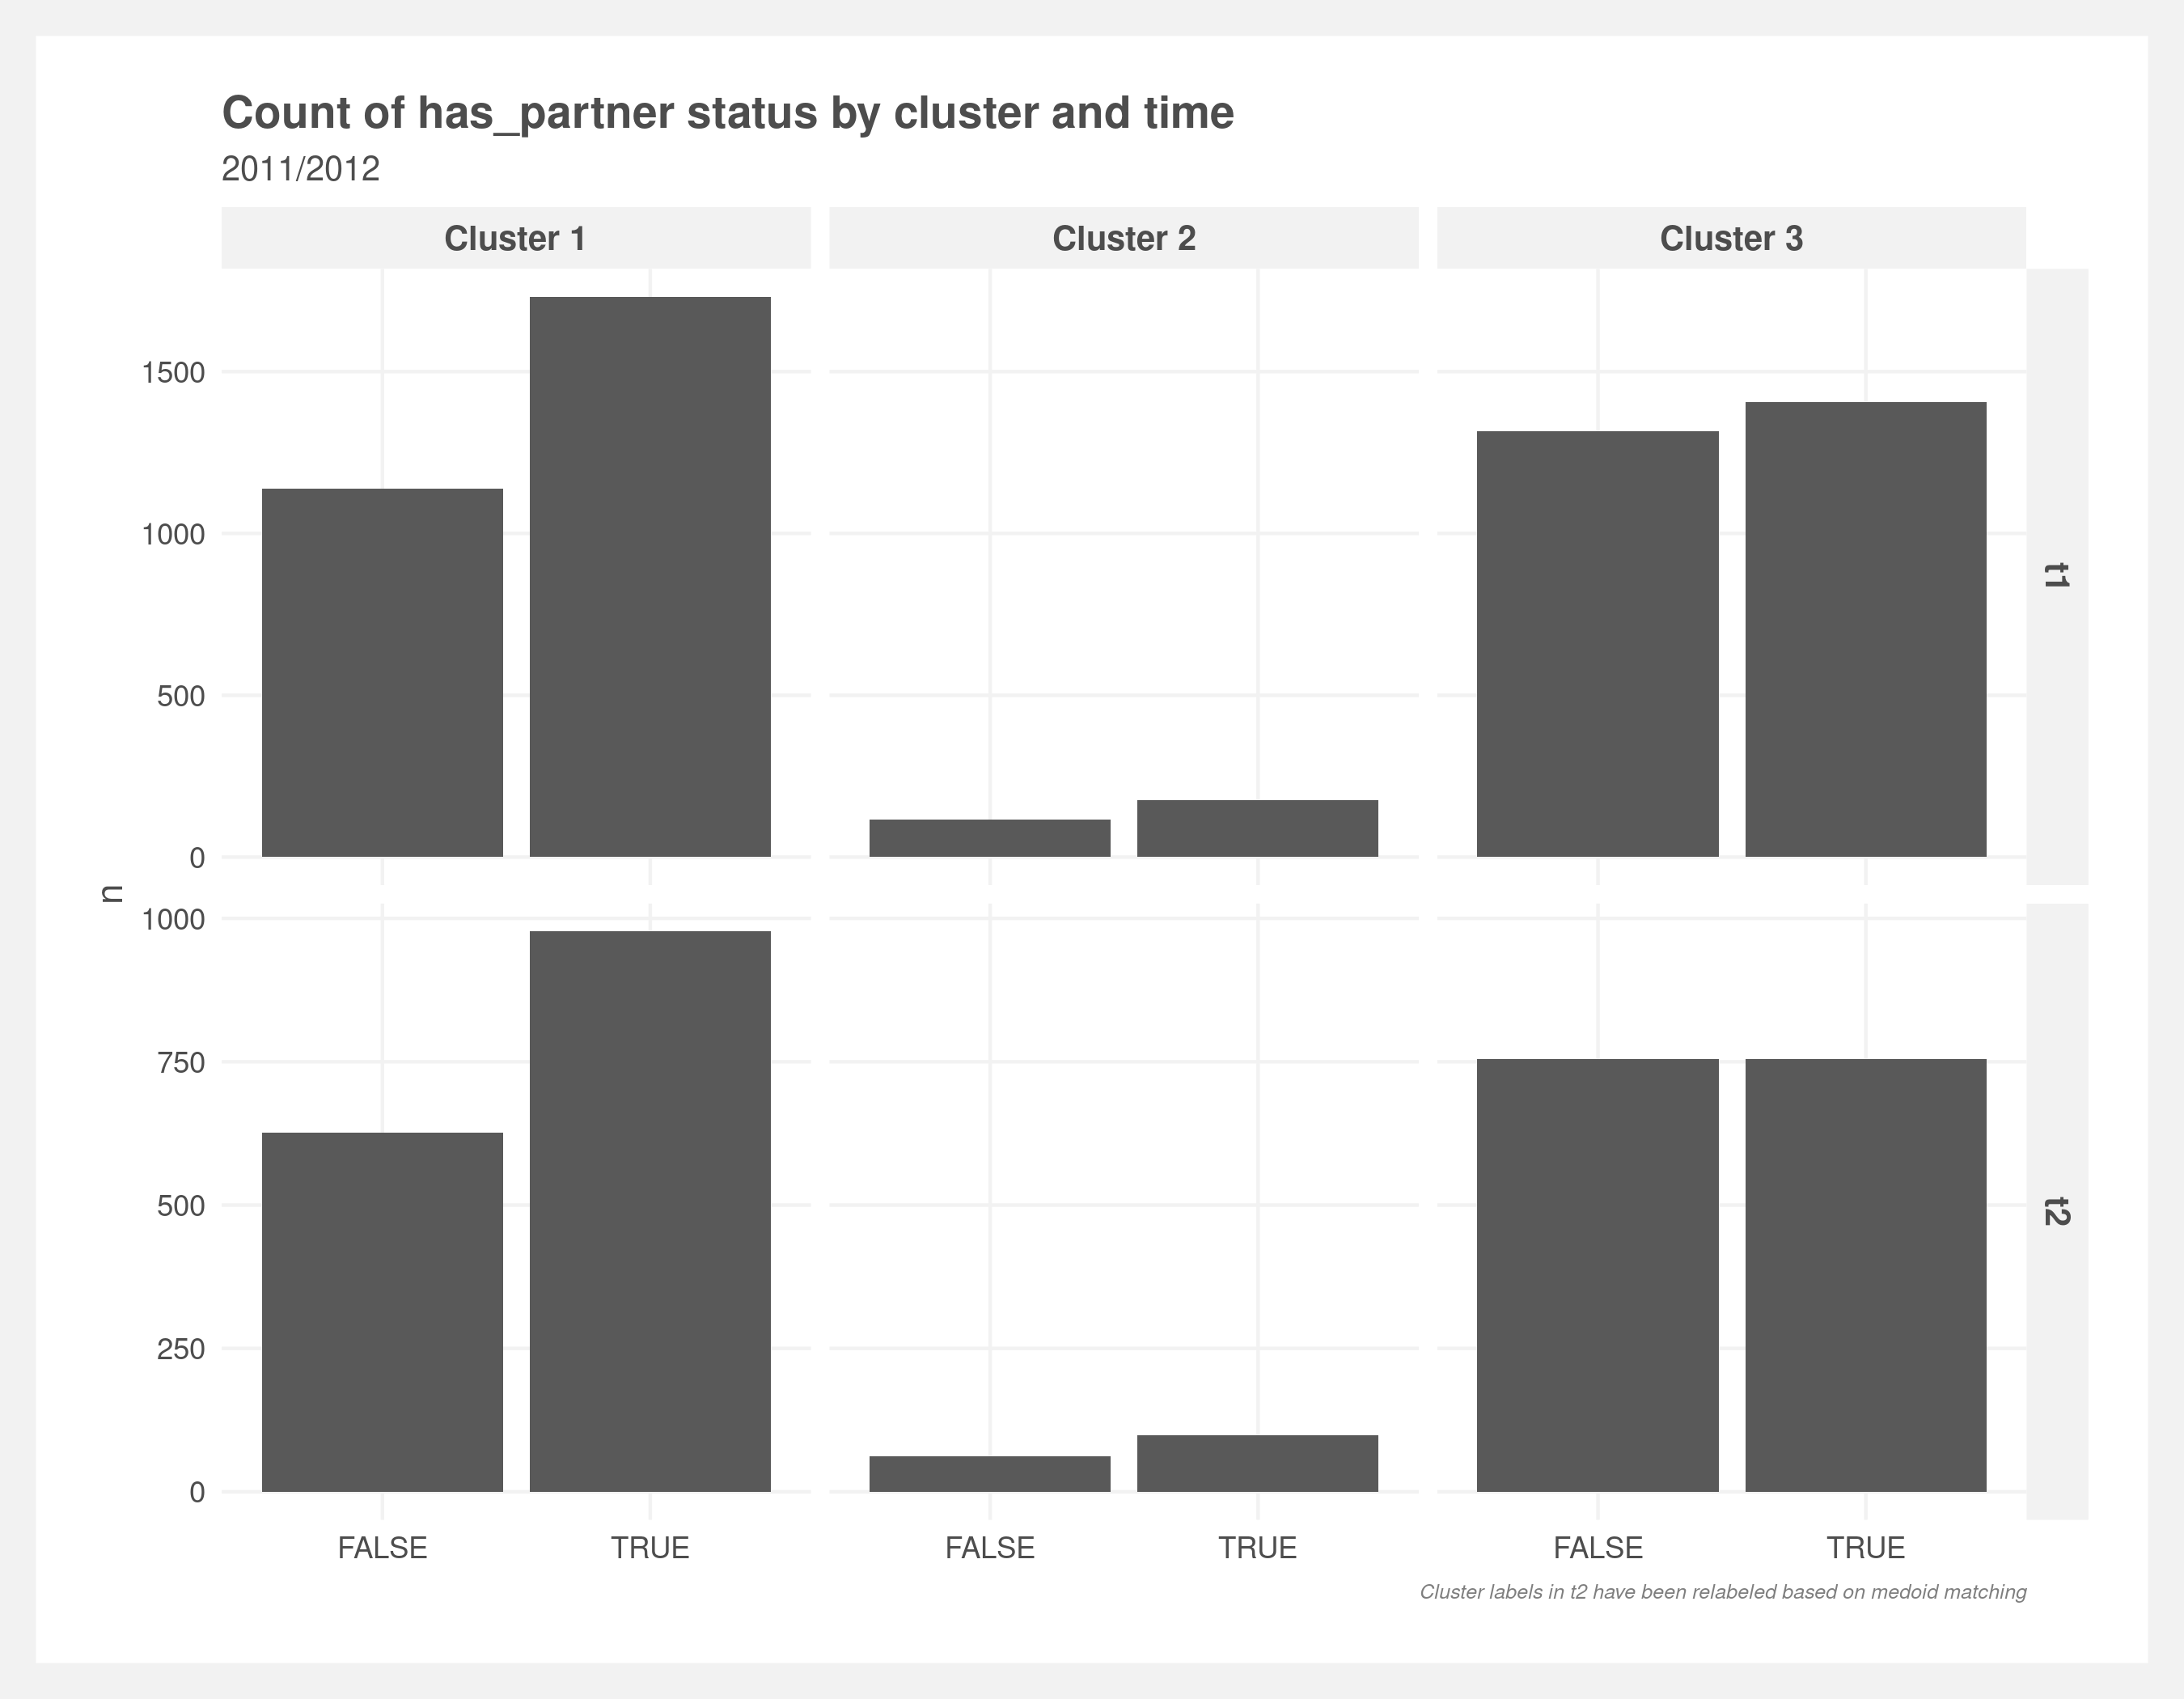 Count of has_partner status by cluster and time
2011/2012
Cluster 1
Cluster 2
Cluster 3
1500
1000
500
0
t1
n
1000
750
500
250
0
t2
FALSE
TRUE
FALSE
TRUE
FALSE
TRUE
Cluster labels in t2 have been relabeled based on medoid matching